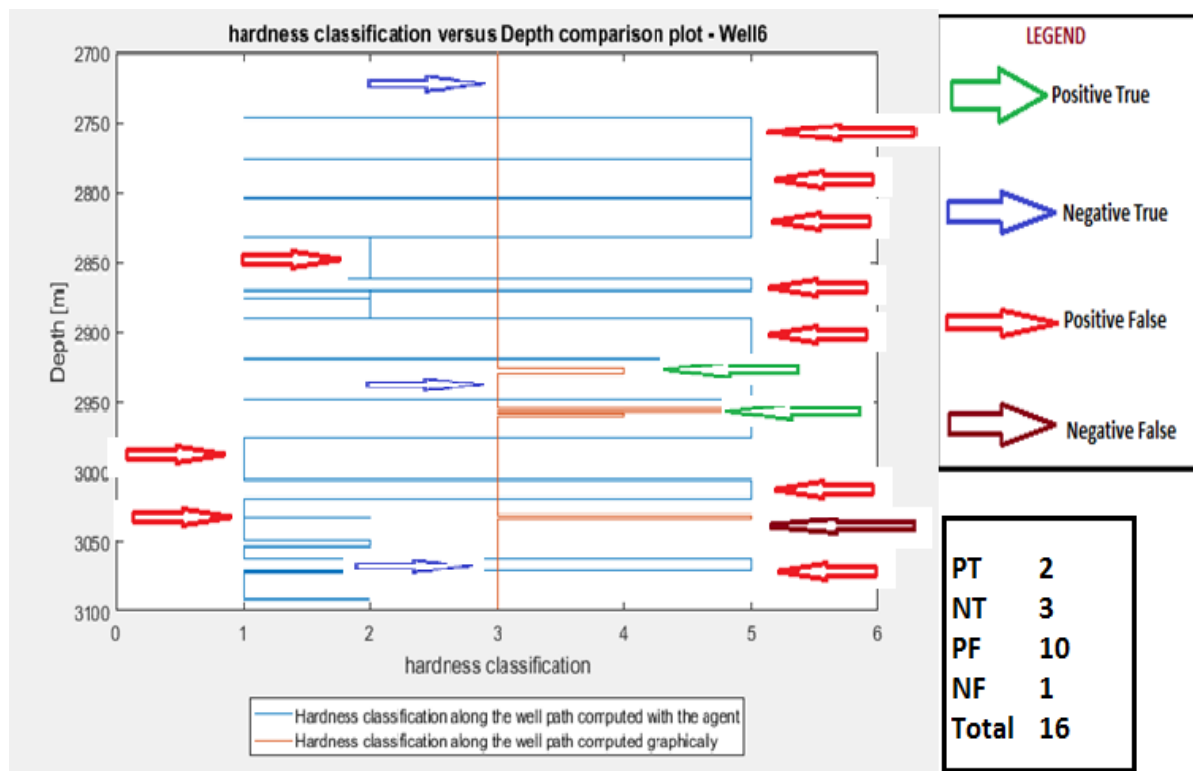 hardness classification versus Depth comparison plot - Well6
2700
2750
2800
2850
2900
2950
3000
3050
3100
Depth [m]
0 1 2 3 4 5 6
hardness classification
Hardness classification along the well path computed with the agent
Hardness classification along the well path computed graphicaly
LEGEND
Positive True
Negative True
Positive False
Negative False
PT 2
NT 3
PF 10
NF 1
Total 16